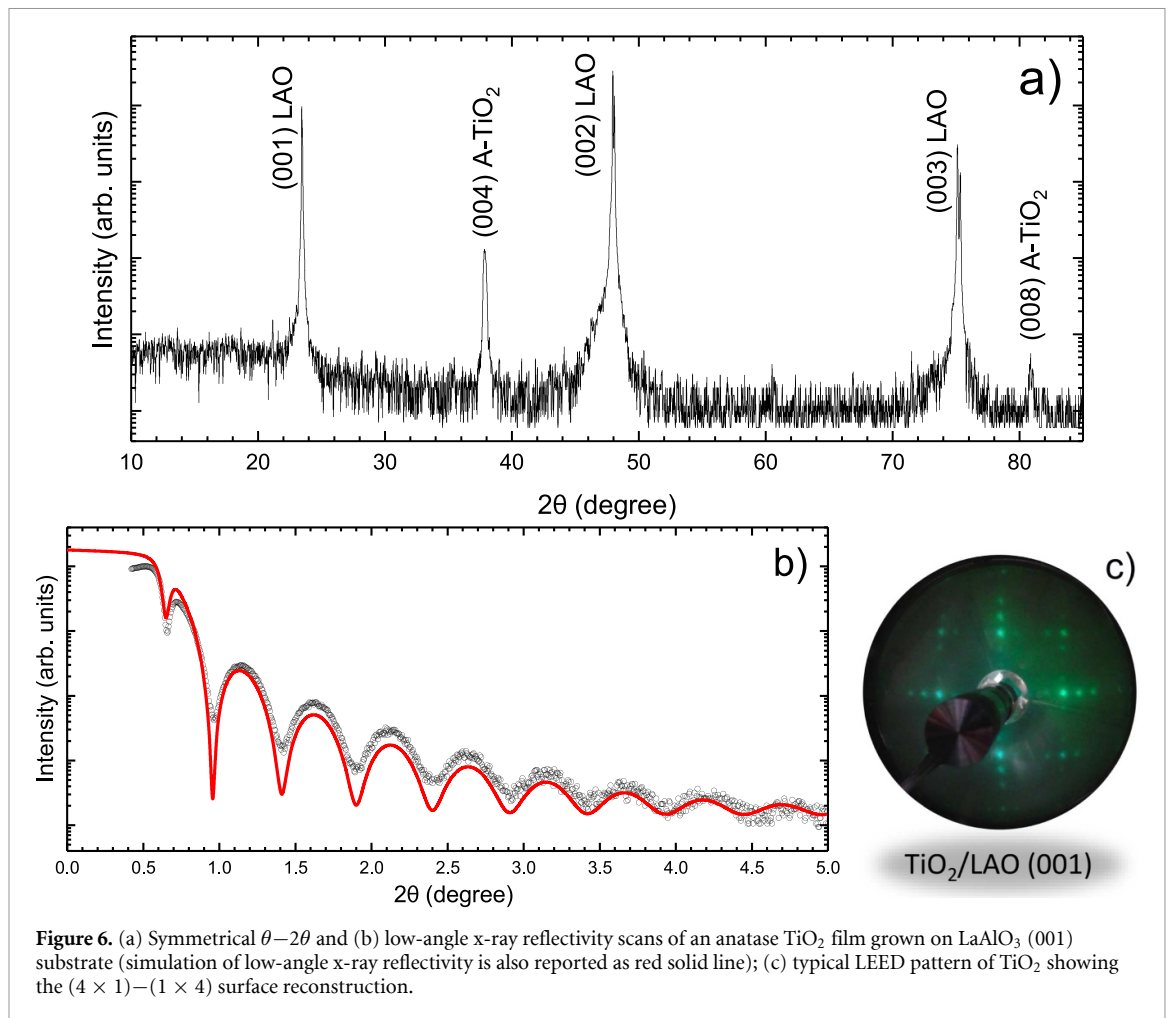 a)
(001) LAO
(004) A-TiO₂
(002) LAO
(003) LAO
(008) A-TiO₂
Intensity (arb. units)
10 20 30 40 50 60 70 80
2θ (degree)
b)
Intensity (arb. units)
0.0 0.5 1.0 1.5 2.0 2.5 3.0 3.5 4.0 4.5 5.0
2θ (degree)
c)
TiO₂/LAO (001)
Figure 6. (a) Symmetrical θ−2θ and (b) low-angle x-ray reflectivity scans of an anatase TiO₂ film grown on LaAlO₃ (001)
substrate (simulation of low-angle x-ray reflectivity is also reported as red solid line); (c) typical LEED pattern of TiO₂ showing
the (4 × 1)−(1 × 4) surface reconstruction.